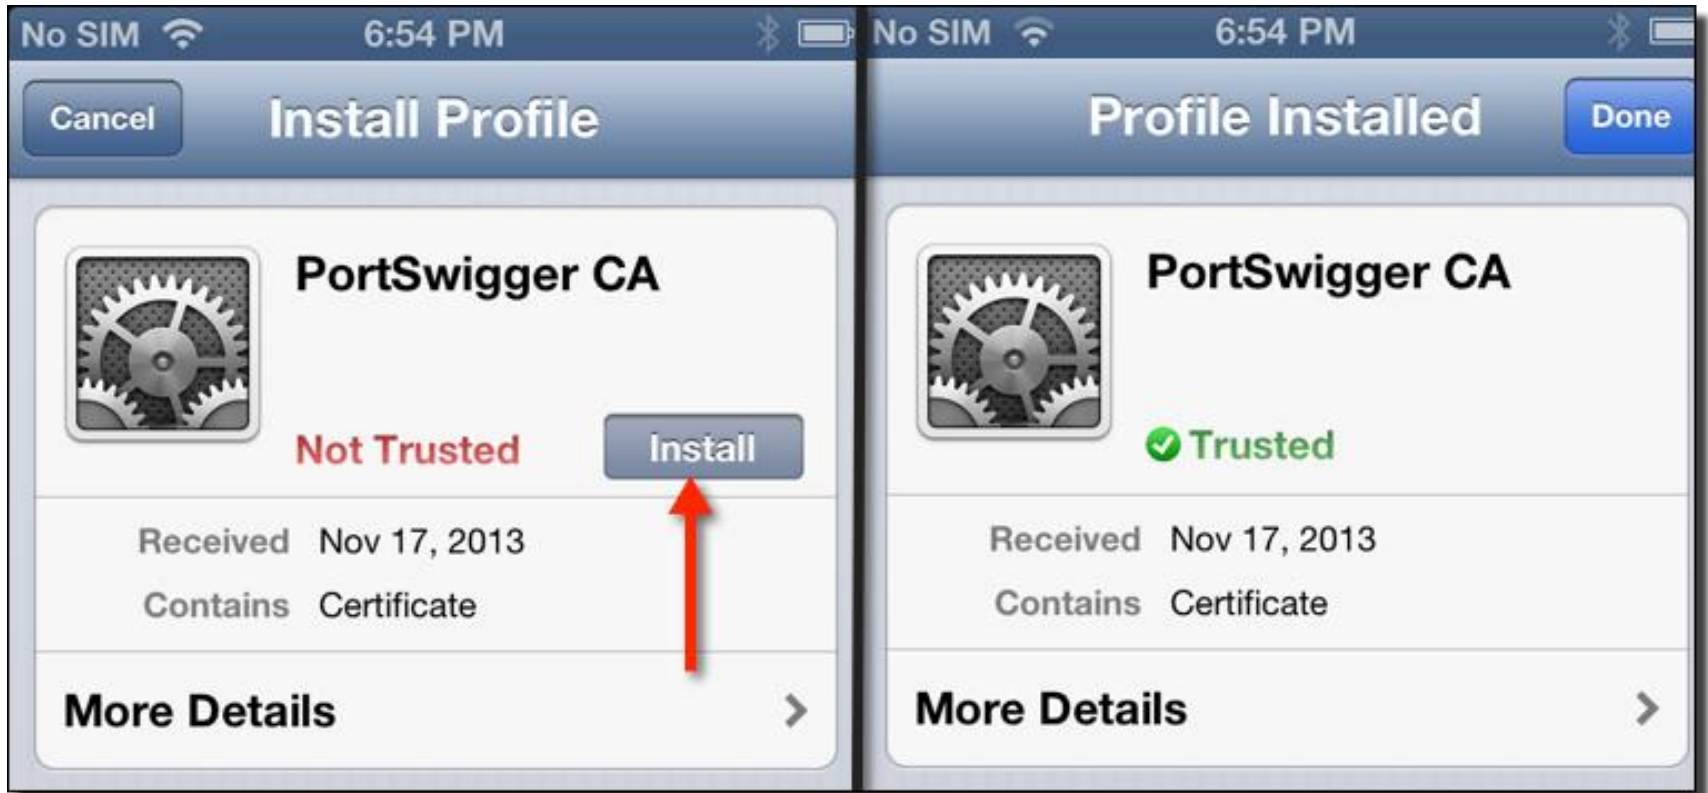 No SIM 6:54 PM
Cancel Install Profile
PortSwigger CA
Not Trusted Install
Received Nov 17, 2013
Contains Certificate
More Details
No SIM 6:54 PM
Profile Installed Done
PortSwigger CA
Trusted
Received Nov 17, 2013
Contains Certificate
More Details